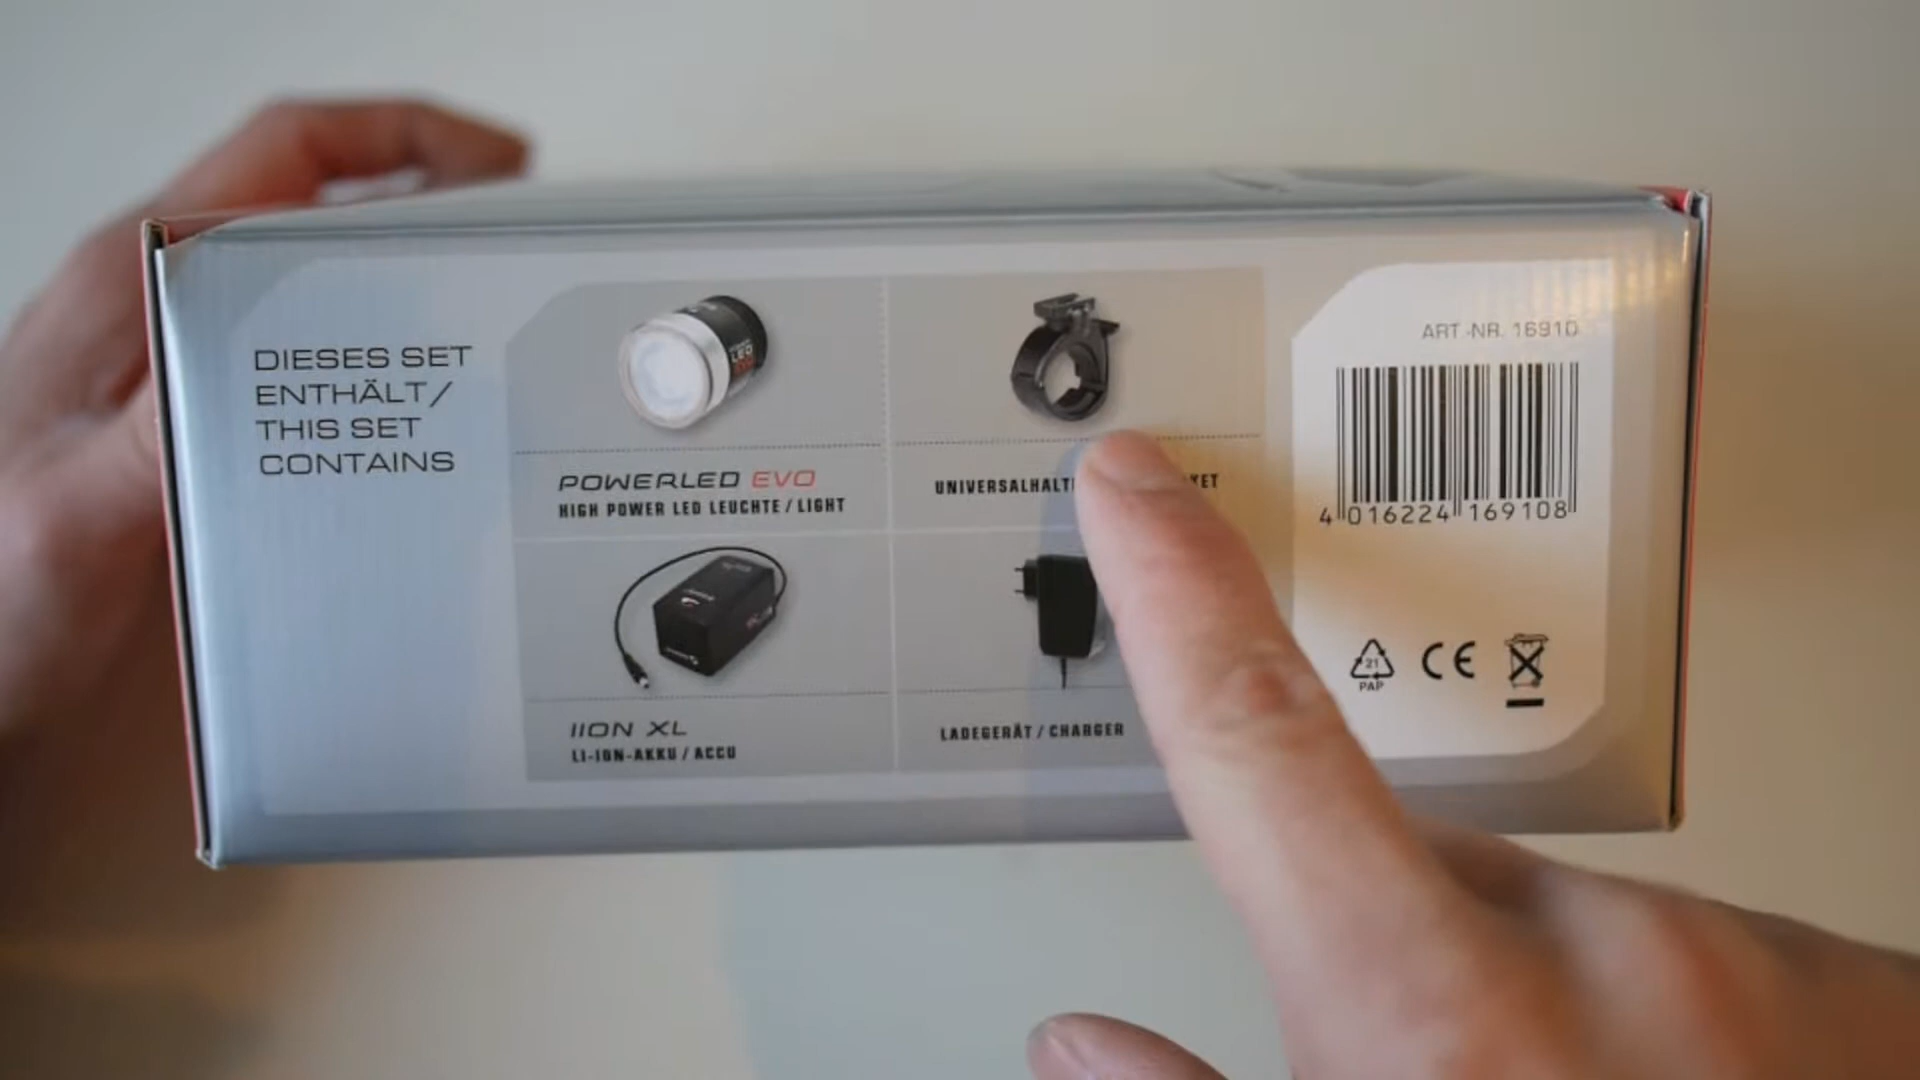 DIESES SET
ENTHÄLT/
THIS SET
CONTAINS
POWERLED EVO
HIGH POWER LED LEUCHTE / LIGHT
IION XL
LI-ION-AKKU / ACCU
LADEGERÄT / CHARGER
ART.-NR. 1691D
4 016224 169108
21
PAP
CE